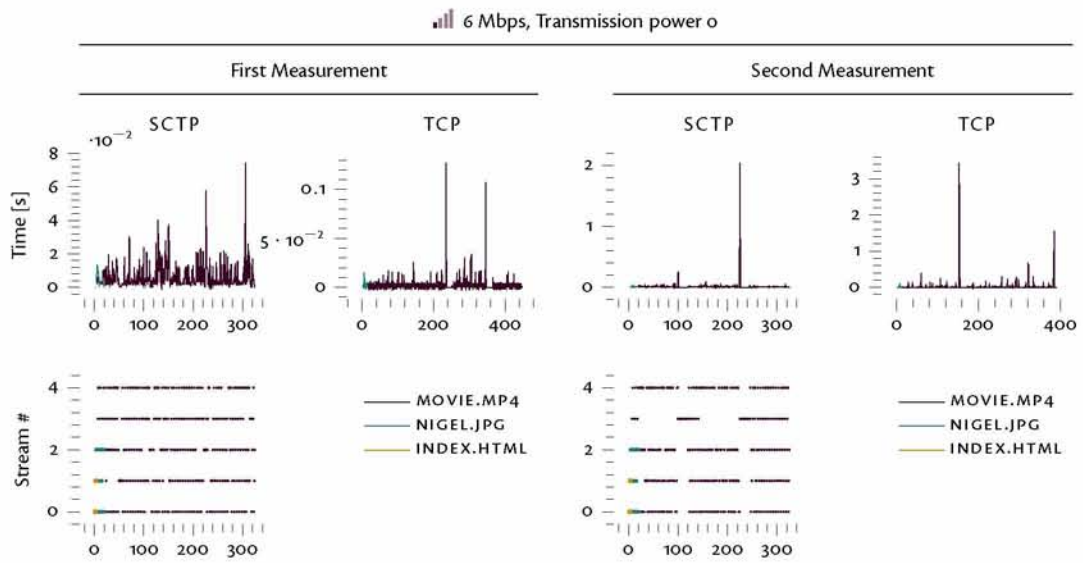 6 Mbps, Transmission power 0
First Measurement
Second Measurement
SCTP
TCP
SCTP
TCP
Time [s]
·10⁻²
8
6
4
2
0
0 100 200 300
0.1
5 · 10⁻²
0
0 200 400
2
1
0
0 100 200 300
3
2
1
0
0 200 400
Stream #
4
2
0
0 100 200 300
MOVIE.MP4
NIGEL.JPG
INDEX.HTML
4
2
0
0 100 200 300
MOVIE.MP4
NIGEL.JPG
INDEX.HTML